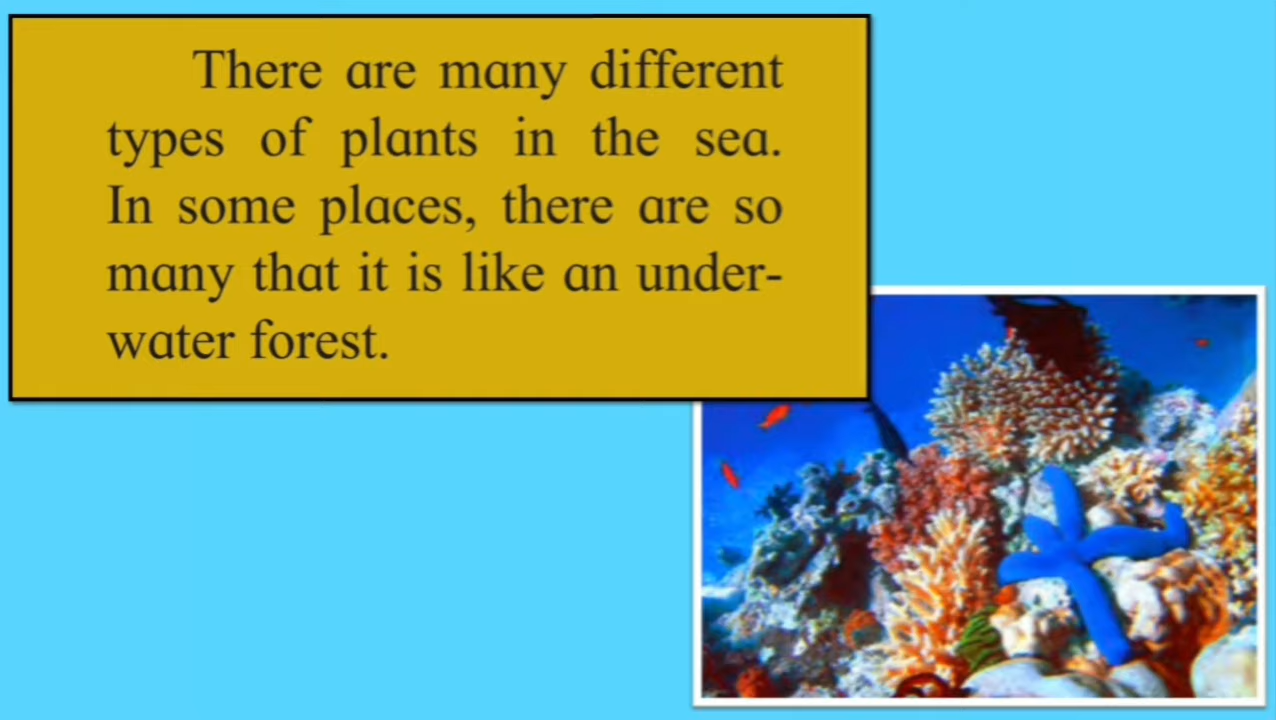 There are many different
types of plants in the sea.
In some places, there are so
many that it is like an under-
water forest.